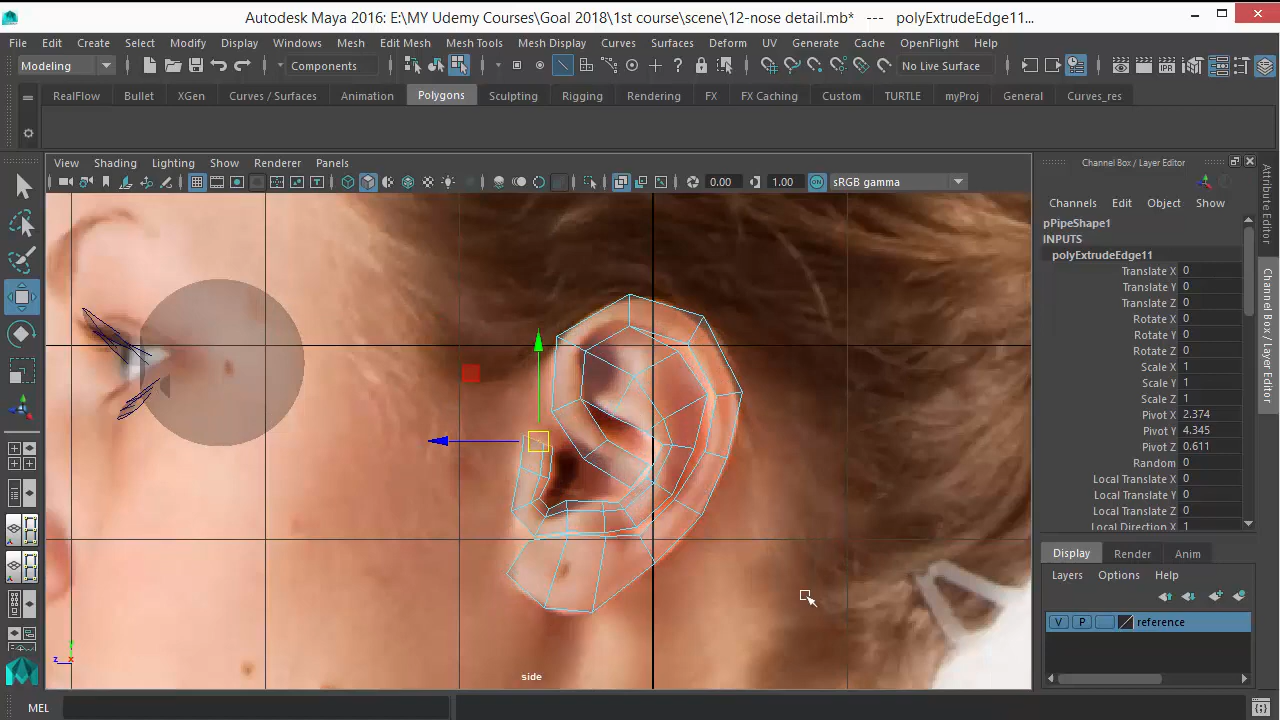 Autodesk Maya 2016: E:\MY Udemy Courses\Goal 2018\1st course\scene\12-nose detail.mb* --- polyExtrudeEdge11...
File Edit Create Select Modify Display Windows Mesh Edit Mesh Mesh Tools Mesh Display Curves Surfaces Deform UV Generate Cache OpenFlight Help
Modeling Components No Live Surface IPR
RealFlow Bullet XGen Curves / Surfaces Animation Polygons Sculpting Rigging Rendering FX FX Caching Custom TURTLE myProj General Curves_res
View Shading Lighting Show Renderer Panels
0.00 1.00 ON sRGB gamma
Channel Box / Layer Editor
Channels Edit Object Show
pPipeShape1
INPUTS
polyExtrudeEdge11
Translate X 0
Translate Y 0
Translate Z 0
Rotate X 0
Rotate Y 0
Rotate Z 0
Scale X 1
Scale Y 1
Scale Z 1
Pivot X 2.374
Pivot Y 4.345
Pivot Z 0.611
Random 0
Local Translate X 0
Local Translate Y 0
Local Translate Z 0
Local Direction X 1
Attribute Editor
Channel Box / Layer Editor
Display Render Anim
Layers Options Help
V P reference
y
z x
side
MEL